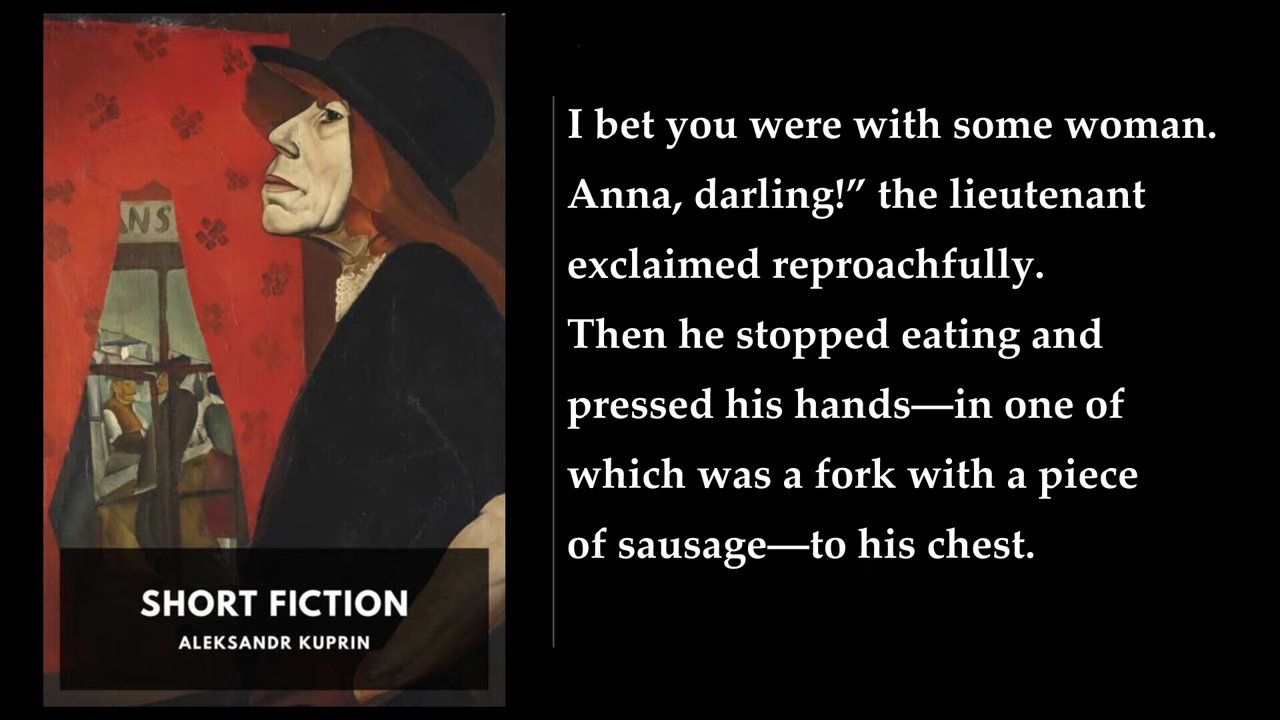 ANS
SHORT FICTION
ALEKSANDR KUPRIN
I bet you were with some woman.
Anna, darling!” the lieutenant
exclaimed reproachfully.
Then he stopped eating and
pressed his hands—in one of
which was a fork with a piece
of sausage—to his chest.